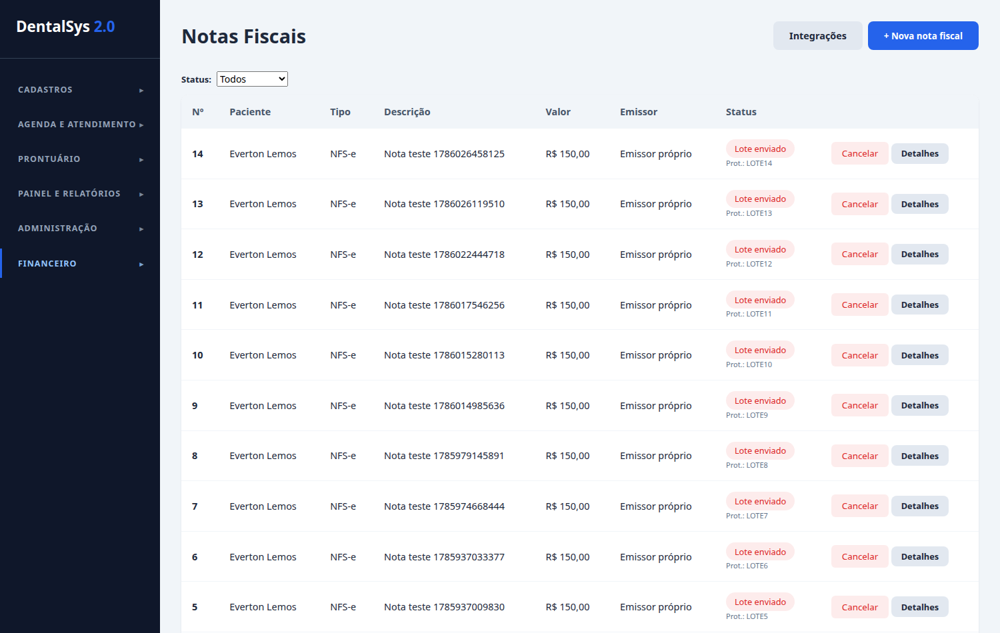 DentalSys 2.0
CADASTROS ▸
AGENDA E ATENDIMENTO ▸
PRONTUÁRIO ▸
PAINEL E RELATÓRIOS ▸
ADMINISTRAÇÃO ▸
FINANCEIRO ▸
Notas Fiscais
Integrações
+ Nova nota fiscal
Status: Todos
Nº Paciente Tipo Descrição Valor Emissor Status
14 Everton Lemos NFS-e Nota teste 1786026458125 R$ 150,00 Emissor próprio Lote enviado Cancelar Detalhes
Prot.: LOTE14
13 Everton Lemos NFS-e Nota teste 1786026119510 R$ 150,00 Emissor próprio Lote enviado Cancelar Detalhes
Prot.: LOTE13
12 Everton Lemos NFS-e Nota teste 1786022444718 R$ 150,00 Emissor próprio Lote enviado Cancelar Detalhes
Prot.: LOTE12
11 Everton Lemos NFS-e Nota teste 1786017546256 R$ 150,00 Emissor próprio Lote enviado Cancelar Detalhes
Prot.: LOTE11
10 Everton Lemos NFS-e Nota teste 1786015280113 R$ 150,00 Emissor próprio Lote enviado Cancelar Detalhes
Prot.: LOTE10
9 Everton Lemos NFS-e Nota teste 1786014985636 R$ 150,00 Emissor próprio Lote enviado Cancelar Detalhes
Prot.: LOTE9
8 Everton Lemos NFS-e Nota teste 1785979145891 R$ 150,00 Emissor próprio Lote enviado Cancelar Detalhes
Prot.: LOTE8
7 Everton Lemos NFS-e Nota teste 1785974668444 R$ 150,00 Emissor próprio Lote enviado Cancelar Detalhes
Prot.: LOTE7
6 Everton Lemos NFS-e Nota teste 1785937033377 R$ 150,00 Emissor próprio Lote enviado Cancelar Detalhes
Prot.: LOTE6
5 Everton Lemos NFS-e Nota teste 1785937009830 R$ 150,00 Emissor próprio Lote enviado Cancelar Detalhes
Prot.: LOTE5